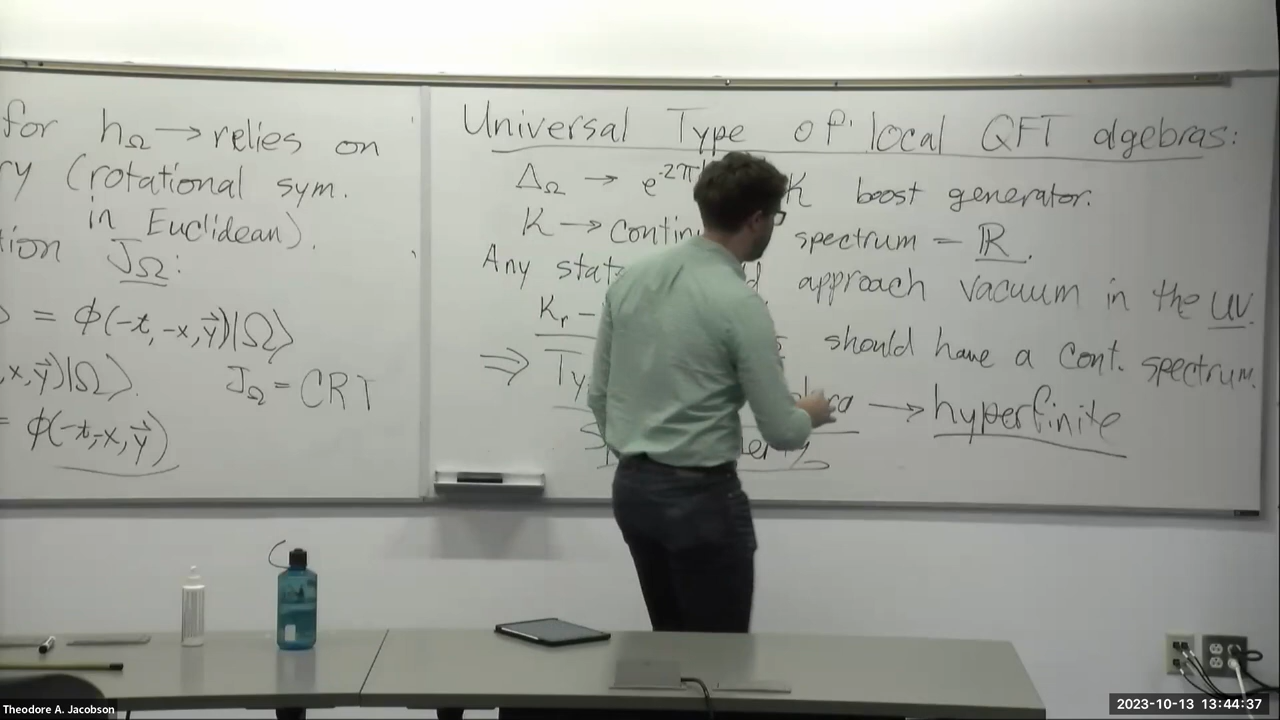 for h_Ω → relies on
ry (rotational sym.
in Euclidean).
tion J_Ω:
⟩ = φ(-t, -x, y⃗)|Ω⟩
, x, y⃗)|Ω⟩.
J_Ω = CRT
= φ(-t, -x, y⃗)
Universal Type of local QFT algebras:
Δ_Ω → e^-2π K boost generator.
K → contin spectrum = ℝ.
Any stat approach vacuum in the UV.
K_r – should have a cont. spectrum.
⇒ Ty → hyperfinite
Theodore A. Jacobson
2023-10-13 13:44:37